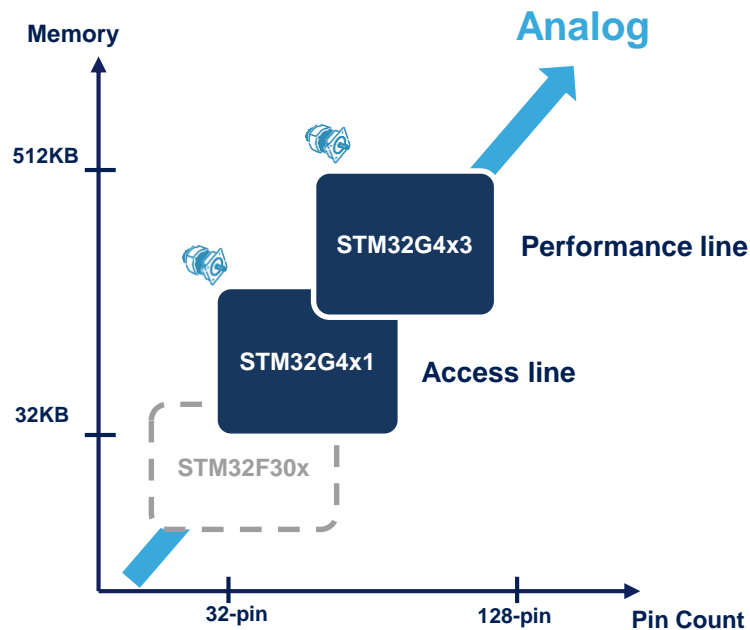 Analog
Memory
512KB
STM32G4x3
Performance line
STM32G4x1
Access line
32KB
STM32F30x
32-pin
128-pin
Pin Count